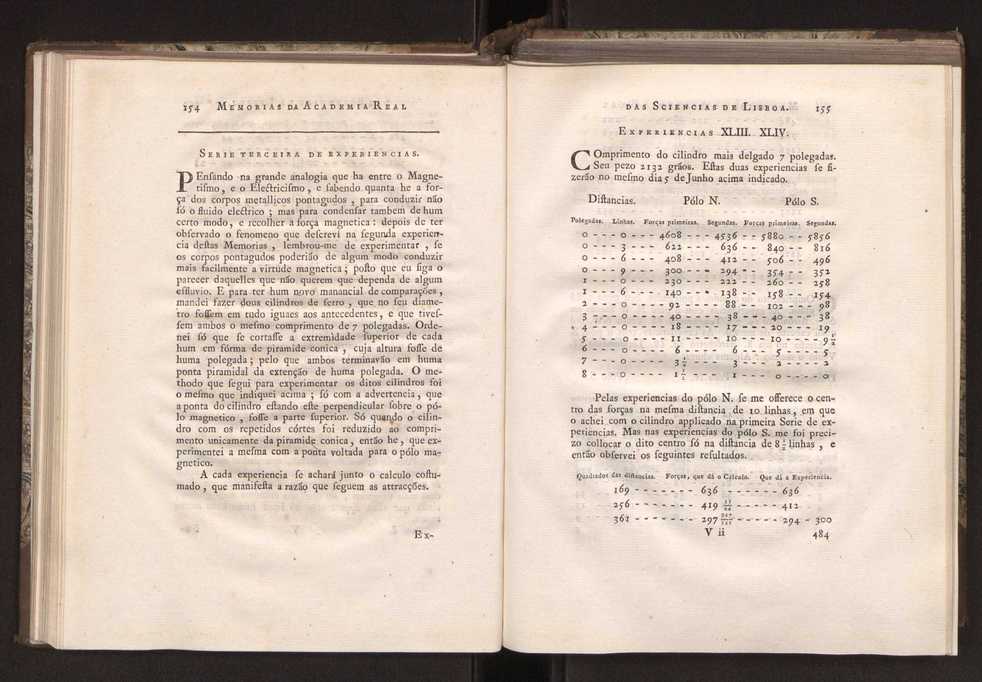 154 MEMORIAS DA ACADEMIA REAL
SERIE TERCEIRA DE EXPERIENCIAS.
PEnſando na grande analogia que ha entre o Magne-
tiſmo, e o Electriciſmo, e ſabendo quanta he a for-
ça dos corpos metallicos pontagudos, para conduzir não
ſó o fluido electrico; mas para condenſar tambem de hum
certo modo, e recolher a força magnetica: depois de ter
obſervado o fenomeno que deſcrevi na ſegunda experien-
cia deſtas Memorias, lembrou-me de experimentar, ſe
os corpos pontagudos poderião de algum modo conduzir
mais facilmente a virtude magnetica; poſto que eu ſiga o
parecer daquelles que não querem que dependa de algum
effluvio. E para ter hum novo manancial de comparações,
mandei fazer dous cilindros de ferro, que no ſeu diame-
tro foſſem em tudo iguaes aos antecedentes, e que tiveſ-
ſem ambos o meſmo comprimento de 7 polegadas. Orde-
nei ſó que ſe cortaſſe a extremidade ſuperior de cada
hum em fórma de piramide conica, cuja altura foſſe de
huma polegada; pelo que ambos terminavão em huma
ponta piramidal da extenção de huma polegada. O me-
thodo que ſegui para experimentar os ditos cilindros foi
o meſmo que indiquei acima; ſó com a advertencia, que
a ponta do cilindro eſtando eſte perpendicular ſobre o pó-
lo magnetico, foſſe a parte ſuperior. Só quando o cilin-
dro com os repetidos córtes foi reduzido ao compri-
mento unicamente da piramide conica, então he, que ex-
perimentei a meſma com a ponta voltada para o pólo ma-
gnetico.
A cada experiencia ſe achará junto o calculo coſtu-
mado, que manifeſta a razão que ſeguem as attracções.
Ex-
DAS SCIENCIAS DE LISBOA. 155
EXPERIENCIAS XLIII. XLIV.
COmprimento do cilindro mais delgado 7 polegadas.
Seu pezo 2132 grãos. Eſtas duas experiencias ſe fi-
zerão no meſmo dia 5 de Junho acima indicado.
Diſtancias. Pólo N. Pólo S.
Polegadas. Linhas. Forças primeiras. Segundas. Forças primeiras. Segundas.
0 - - - 0 - - - - 4608 - - 4536 - - 5880 - - 5856
0 - - - 3 - - - - 622 - - - 636 - - 840 - - 816
0 - - - 6 - - - - 408 - - - 412 - - 506 - - 496
0 - - - 9 - - - - 300 - - - 294 - - 354 - - 352
1 - - - 0 - - - - 230 - - - 222 - - 260 - - 258
1 - - - 6 - - - - 140 - - - 138 - - 158 - - 154
2 - - - 0 - - - - 92 - - - 88 - - 102 - - - 98
3 - - - 0 - - - - 40 - - - 38 - - 40 - - - 38
4 - - - 0 - - - - 18 - - - 17 - - 20 - - - 19
5 - - - 0 - - - - 11 - - - 10 - - 10 - - - 9 1/2
6 - - - 0 - - - - 6 - - - 6 - - - 5 - - - 5
7 - - - 0 - - - - 3 1/2 - - - 3 - - - 2 - - - 2
8 - - - 0 - - - - 1 1/2 - - - 1 - - - 0 - - - 0
Pelas experiencias do pólo N. ſe me offerece o cen-
tro das forças na meſma diſtancia de 10 linhas, em que
o achei com o cilindro applicado na primeira Serie de ex-
periencias. Mas nas experiencias do pólo S. me foi preci-
zo collocar o dito centro ſó na diſtancia de 8 1/2 linhas, e
então obſervei os ſeguintes reſultados.
Quadrados das diſtancias. Forças, que dá o Calculo. Que dá a Experiencia.
169 - - - - - - - 636 - - - - - - 636
256 - - - - - - - 419 - - - - - - 412
361 - - - - - - - 297 - - - - - - 294 - 300
V ii 484